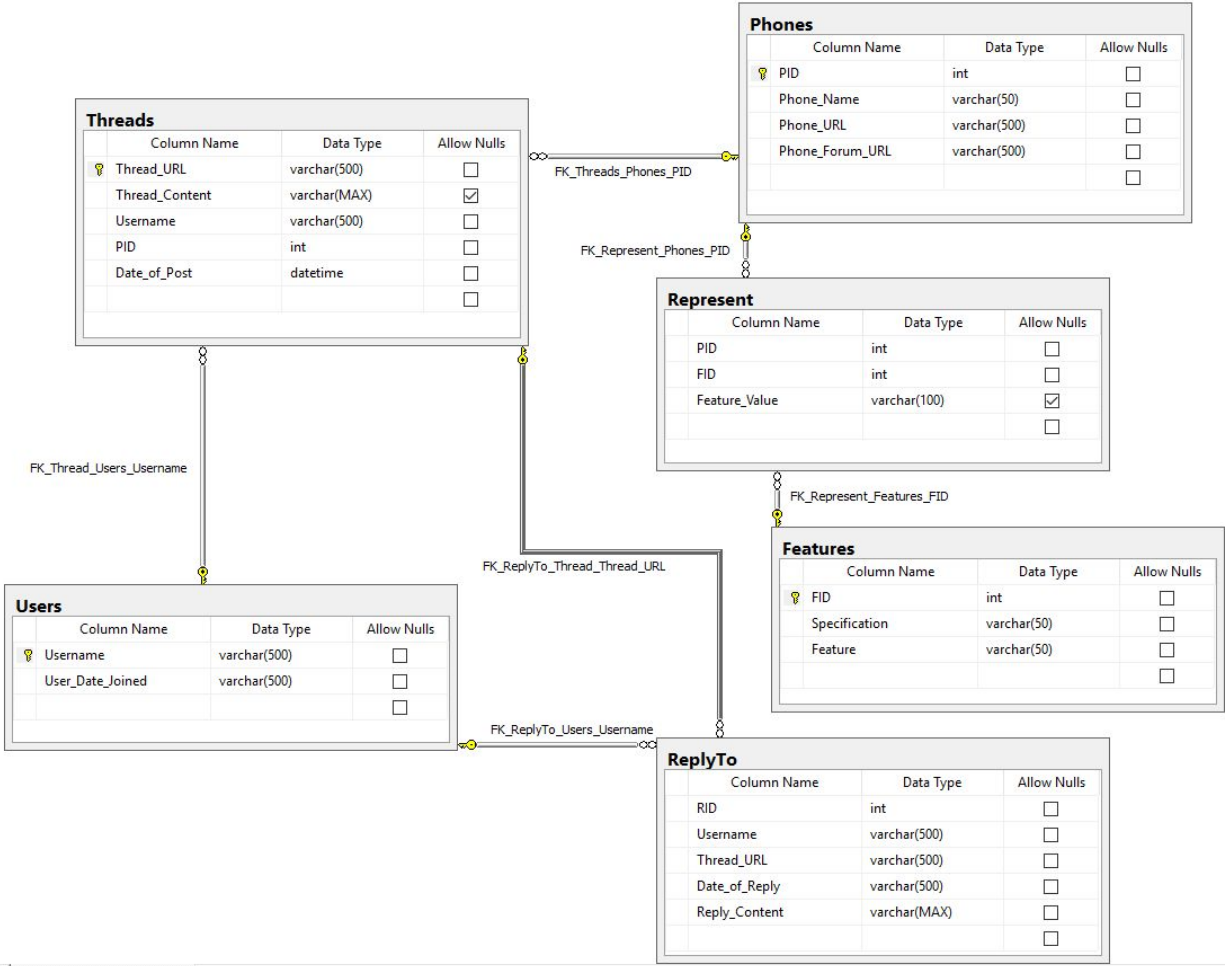 Phones
Column Name Data Type Allow Nulls
PID int
Phone_Name varchar(50)
Phone_URL varchar(500)
Phone_Forum_URL varchar(500)
Threads
Column Name Data Type Allow Nulls
Thread_URL varchar(500)
Thread_Content varchar(MAX)
Username varchar(500)
PID int
Date_of_Post datetime
FK_Threads_Phones_PID
FK_Represent_Phones_PID
Represent
Column Name Data Type Allow Nulls
PID int
FID int
Feature_Value varchar(100)
FK_Thread_Users_Username
FK_Represent_Features_FID
Features
Column Name Data Type Allow Nulls
FID int
Specification varchar(50)
Feature varchar(50)
FK_ReplyTo_Thread_Thread_URL
Users
Column Name Data Type Allow Nulls
Username varchar(500)
User_Date_Joined varchar(500)
FK_ReplyTo_Users_Username
ReplyTo
Column Name Data Type Allow Nulls
RID int
Username varchar(500)
Thread_URL varchar(500)
Date_of_Reply varchar(500)
Reply_Content varchar(MAX)